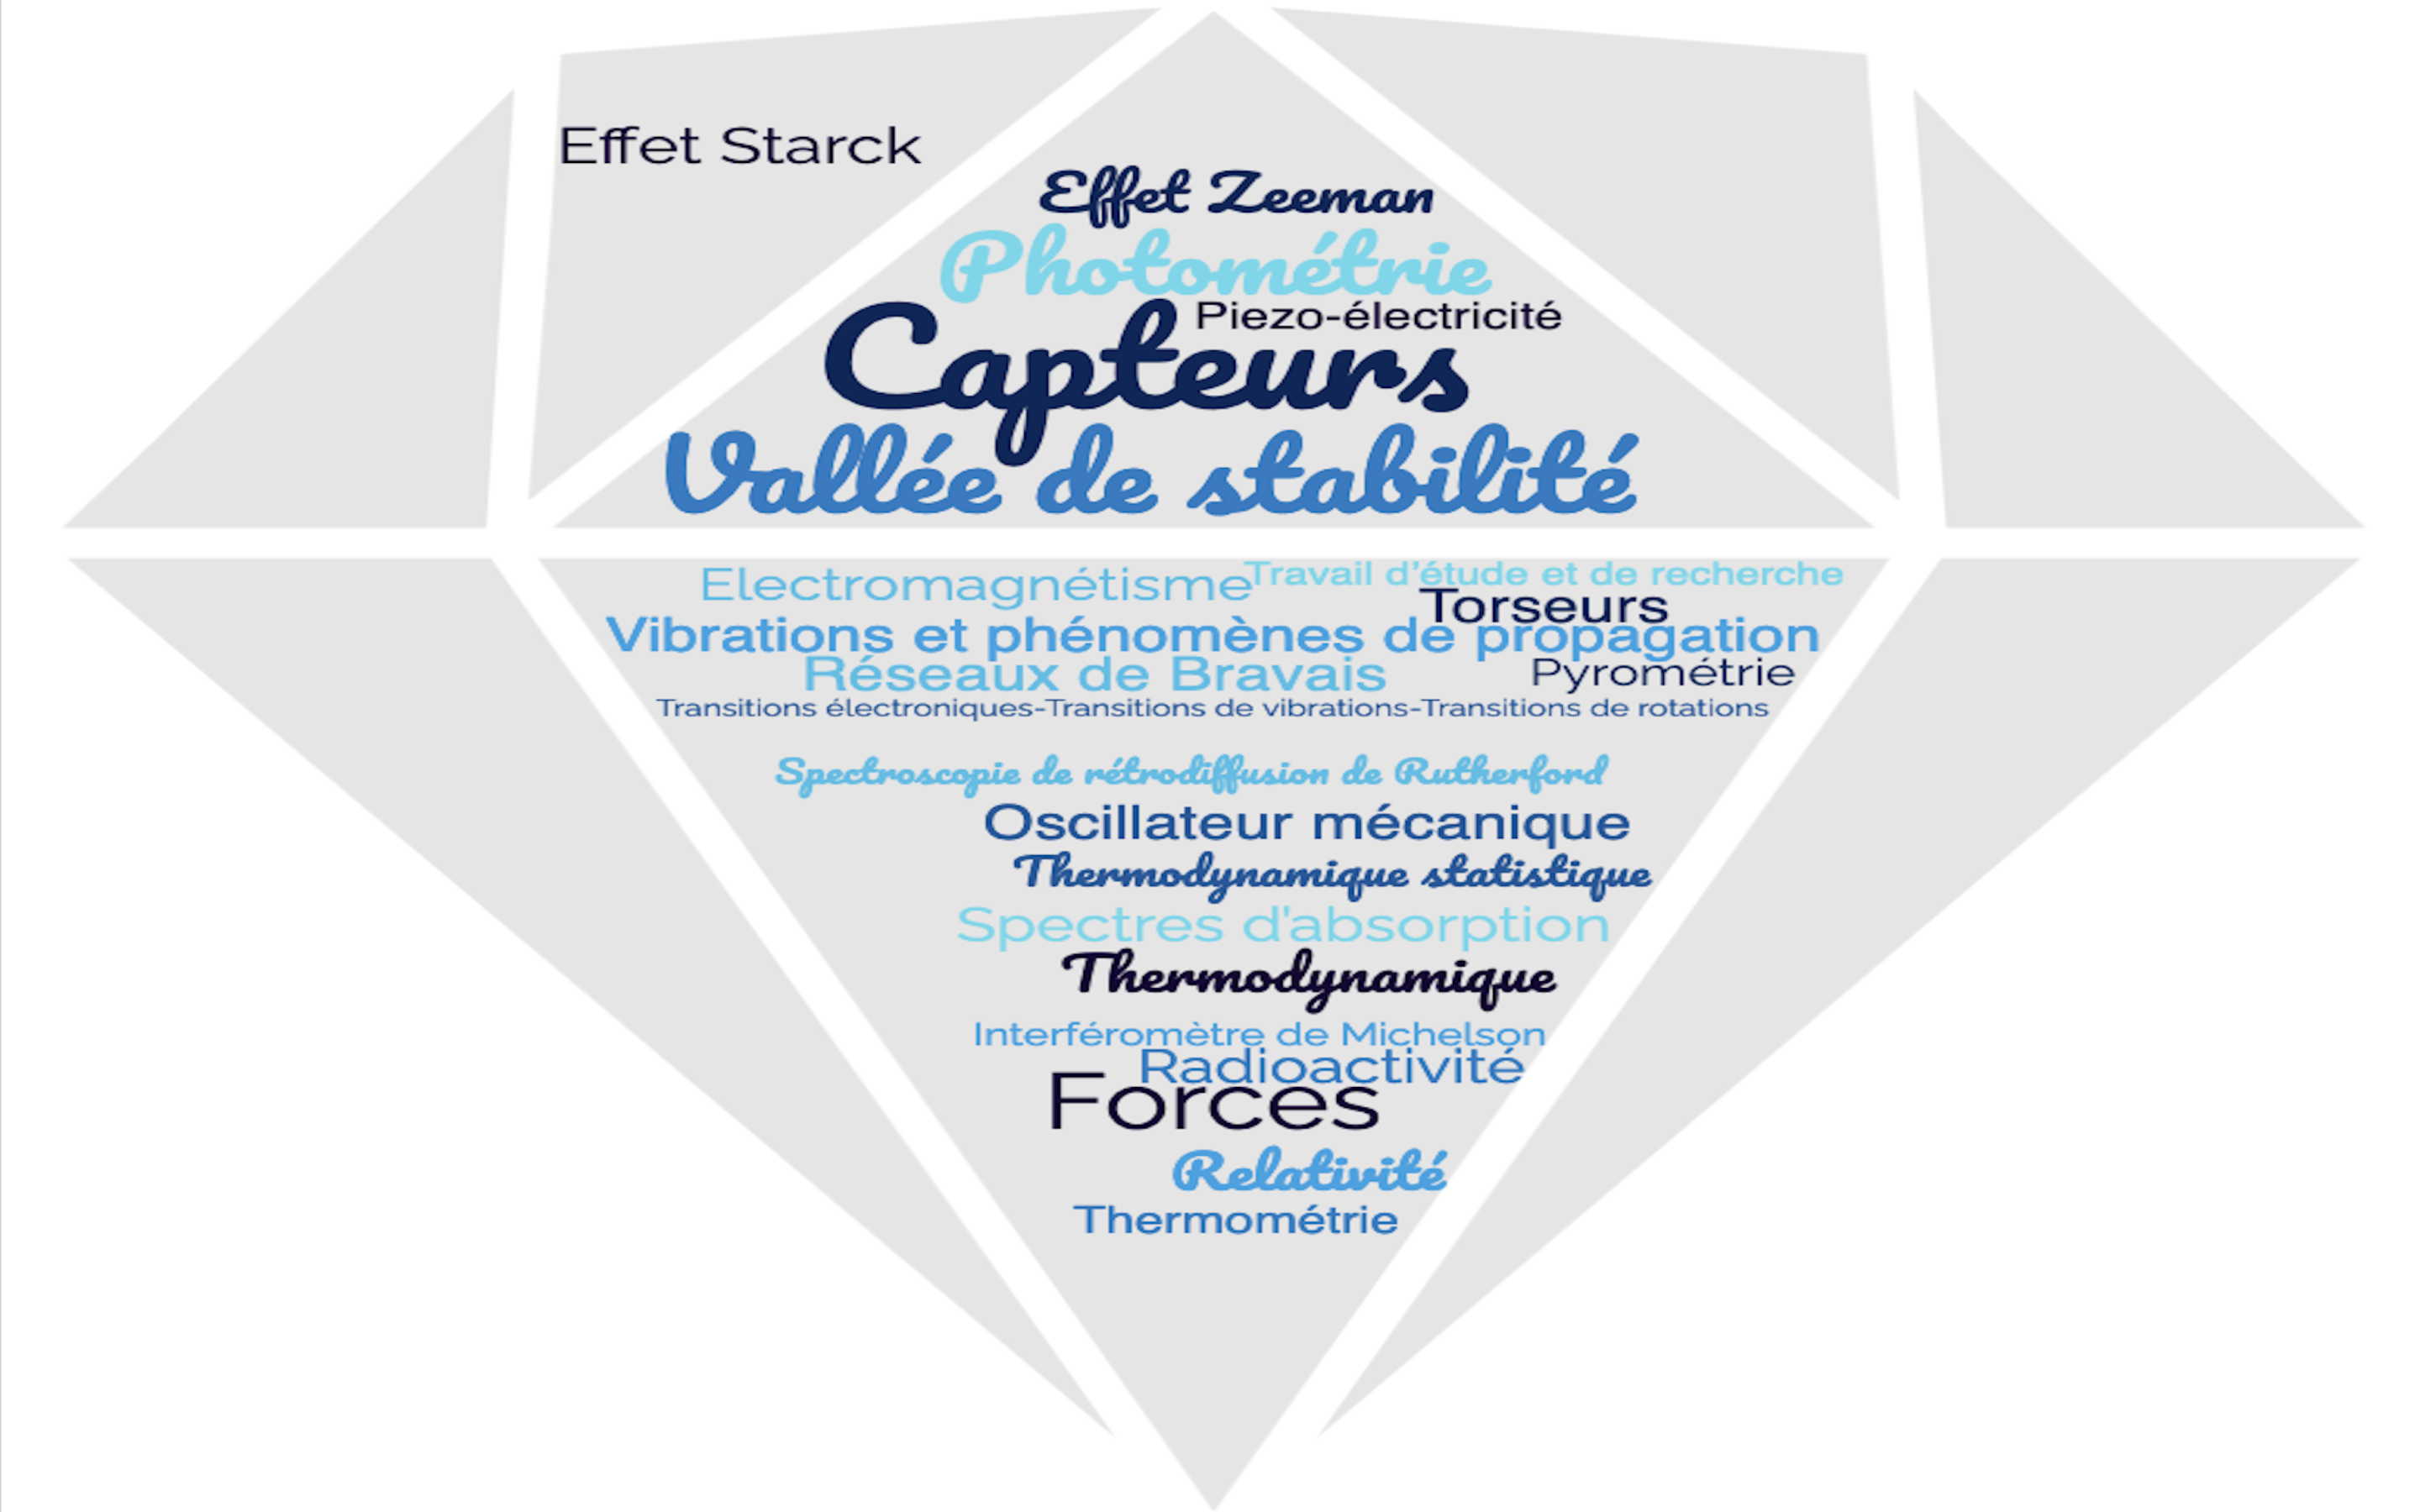 Effet Starck
Effet Zeeman
Photométrie
Piezo-électricité
Capteurs
Vallée de stabilité
Electromagnétisme
Travail d'étude et de recherche
Torseurs
Vibrations et phénomènes de propagation
Réseaux de Bravais
Pyrométrie
Transitions électroniques-Transitions de vibrations-Transitions de rotations
Spectroscopie de rétrodiffusion de Rutherford
Oscillateur mécanique
Thermodynamique statistique
Spectres d'absorption
Thermodynamique
Interféromètre de Michelson
Radioactivité
Forces
Relativité
Thermométrie